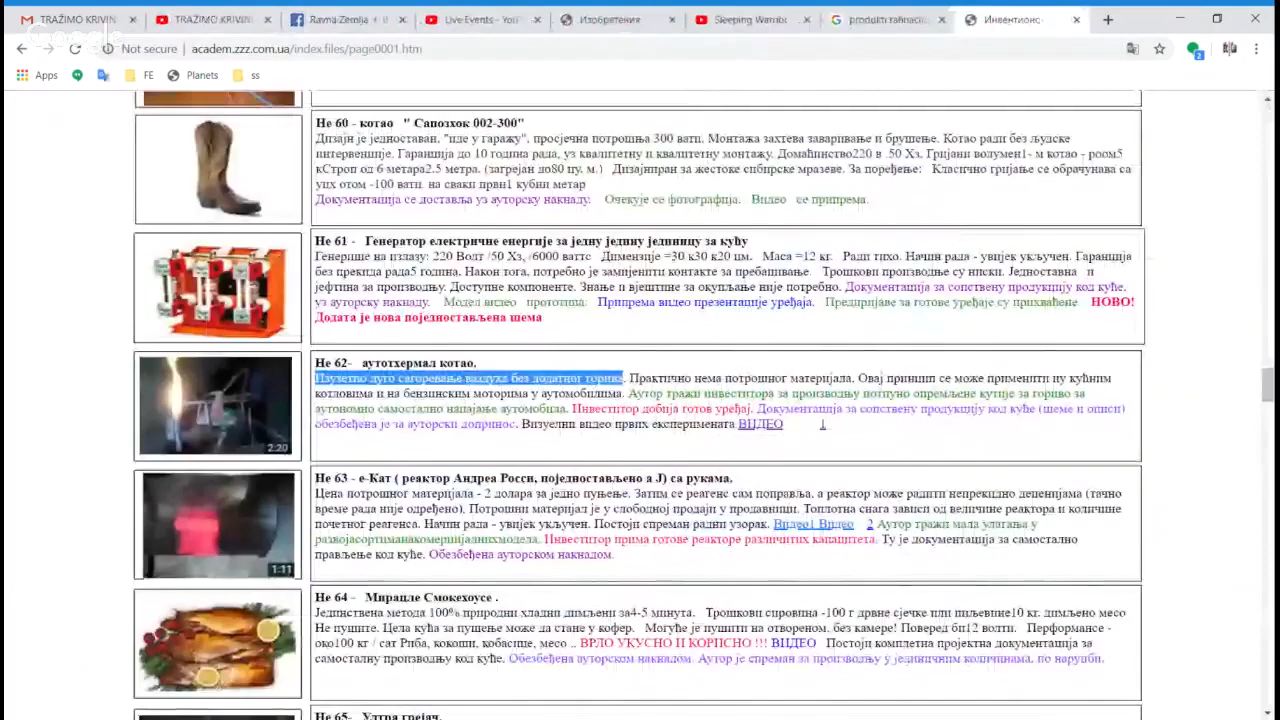 TRAŽIMO KRIVIN
TRAŽIMO KRIVIN
Ravna Zemlja
Live Events - YouT
Изобретения
Sleeping Warrio
produkti rafinacij
Инвентионс
Google
Not secure | academ.zzz.com.ua/index.files/page0001.htm
2
Apps
FE
Planets
ss
Не 60 - котао " Сапозхок 002-300"
Дизајн је једноставан, "иде у гаражу", просјечна потрошња 300 вати. Монтажа захтева заваривање и брушење. Котао ради без људске
интервенције. Гаранција до 10 година рада, уз квалитетну и квалитетну монтажу. Домаћинство220 в .50 Хз. Гријани волумен1- м котао - роом5
кСтроп од 6 метара2.5 метра. (загрејан до80 цу. м.) Дизајниран за жестоке сибирске мразеве. За поређење: Класично гријање се обрачунава са
уцх отом -100 вати на сваки први1 кубни метар
Документација се доставља уз ауторску накнаду. Очекује се фотографија. Видео се припрема.
Не 61 - Генератор електричне енергије за једну једину јединицу за кућу
Генерише на излазу: 220 Волт /50 Хз, /6000 ваттс Димензије =30 к30 к20 цм. Маса =12 кг. Ради тихо. Начин рада - увијек укључен. Гаранција
без прекида рада5 година. Након тога, потребно је замијенити контакте за пребацивање. Трошкови производње су ниски. Једноставна и
јефтина за производњу. Доступне компоненте. Знање и вјештине за окупљање није потребно. Документација за сопствену продукцију код куће.
уз ауторску накнаду. Модел видео прототипа. Припрема видео презентације уређаја. Предпријаве за готове уређаје су прихваћене НОВО!
Додата је нова поједностављена шема
Не 62- аутотхермал котао.
Изузетно дуго сагоревање ваздуха без додатног горива. Практично нема потрошног материјала. Овај принцип се може применити ну кућним
котловима и на бензинским моторима у аутомобилима. Аутор тражи инвеститора за производњу потпуно опремљене кутије за гориво за
аутономно самостално напајање аутомобила. Инвеститор добија готов уређај. Документација за сопствену продукцију код куће (шеме и описи)
обезбеђена је за ауторски допринос. Визуелни видео првих експеримената ВИДЕО 1
2:20
Не 63 - е-Кат ( реактор Андреа Росси, поједностављено а Ј) са рукама.
Цена потрошног материјала - 2 долара за једно пуњење. Затим се реагенс сам поправља, а реактор може радити непрекидно деценијама (тачно
време рада није одређено). Потрошни материјал је у слободној продаји у продавници. Топлотна снага зависи од величине реактора и количине
почетног реагенса. Начин рада - увијек укључен. Постоји спреман радни узорак. Видео1 Видео 2 Аутор тражи мала улагања у
развојасортиманакомерцијалнихмодела. Инвеститор прима готове реакторе различитих капацитета. Ту је документација за самостално
прављење код куће. Обезбеђена ауторском накнадом.
1:11
Не 64 - Мирацле Смокехоусе .
Јединствена метода 100% природни хладни димљени за4-5 минута. Трошкови сировина -100 г дрвне сјечке или пиљевине10 кг. димљено месо
Не пушите. Цела кућа за пушење може да стане у кофер. Могуће је пушити на отвореном, без камере! Поверед би12 волти. Перформансе -
око100 кг / сат Риба, кокоши, кобасице, месо .. ВРЛО УКУСНО И КОРИСНО !!! ВИДЕО Постоји комплетна пројектна документација за
самосталну производњу код куће. Обезбеђена ауторском накнадом. Аутор је спреман за производњу у јединичним количинама, по наруџби.
Не 65- Ултра грејач.